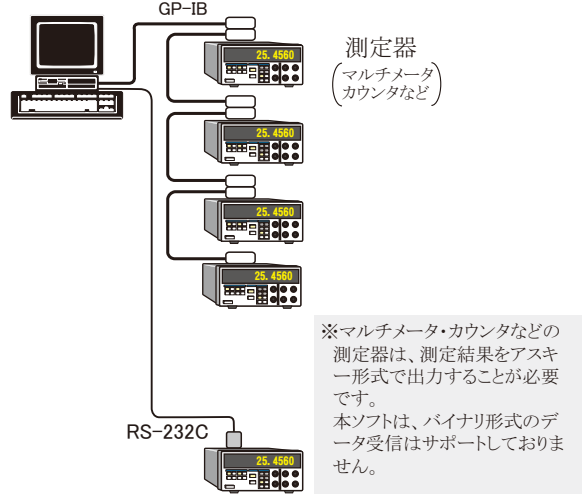 GP-IB
25.4560
測定器
マルチメータ
カウンタなど
25.4560
25.4560
25.4560
※マルチメータ・カウンタなどの
測定器は、測定結果をアスキ
ー形式で出力することが必要
です。
本ソフトは、バイナリ形式のデ
ータ受信はサポートしておりま
せん。
RS-232C
25.4560